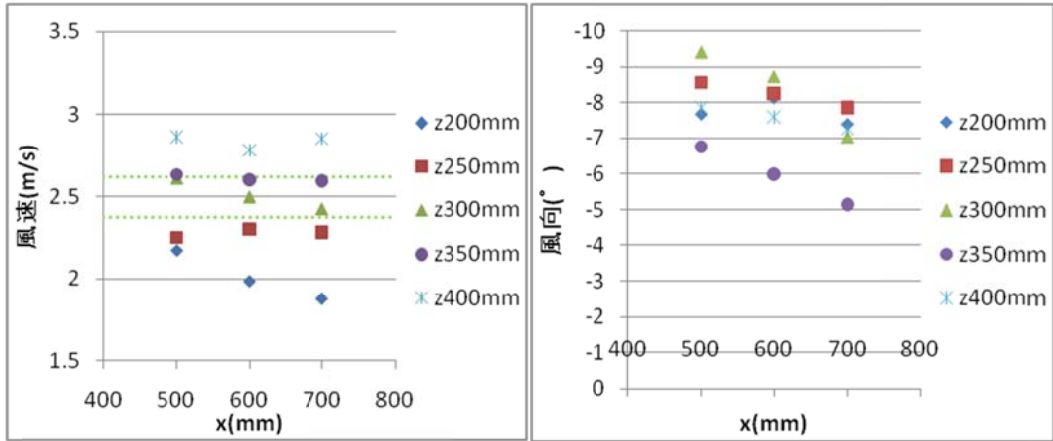 3.5
3
2.5
2
1.5
風速(m/s)
400 500 600 700 800
x(mm)
z200mm
z250mm
z300mm
z350mm
z400mm
-10
-9
-8
-7
-6
-5
-4
-3
-2
-1
0
風向(°)
400 500 600 700 800
x(mm)
z200mm
z250mm
z300mm
z350mm
z400mm